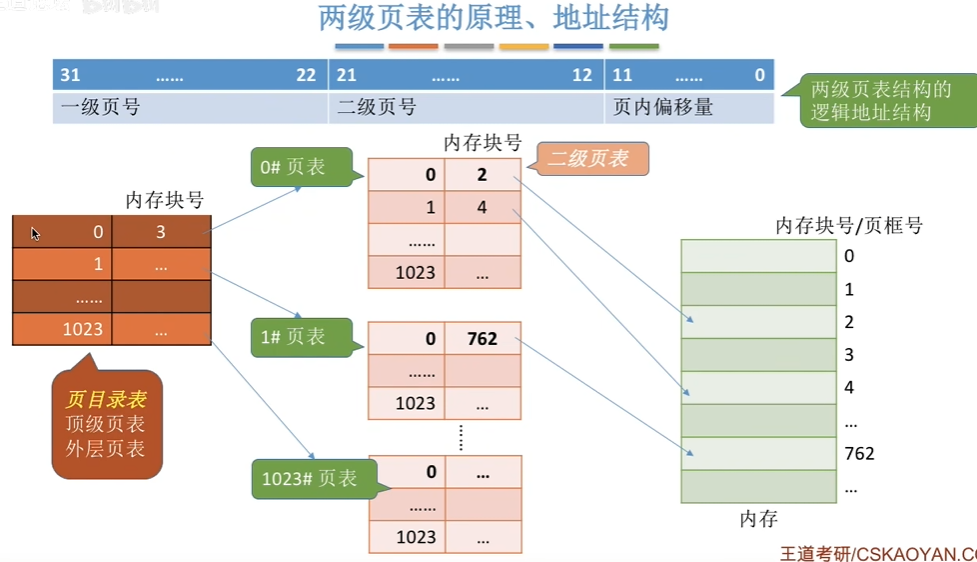 两级页表的原理、地址结构
31 …… 22 21 …… 12 11 …… 0
一级页号 二级页号 页内偏移量
两级页表结构的
逻辑地址结构
内存块号
0 3
1 …
……
1023 …
页目录表
顶级页表
外层页表
内存块号
二级页表
0# 页表
0 2
1 4
……
1023 …
1# 页表
0 762
……
1023 …
1023# 页表
0 …
……
1023 …
内存块号/页框号
0
1
2
3
4
…
762
…
内存
王道考研/CSKAOYAN.CO